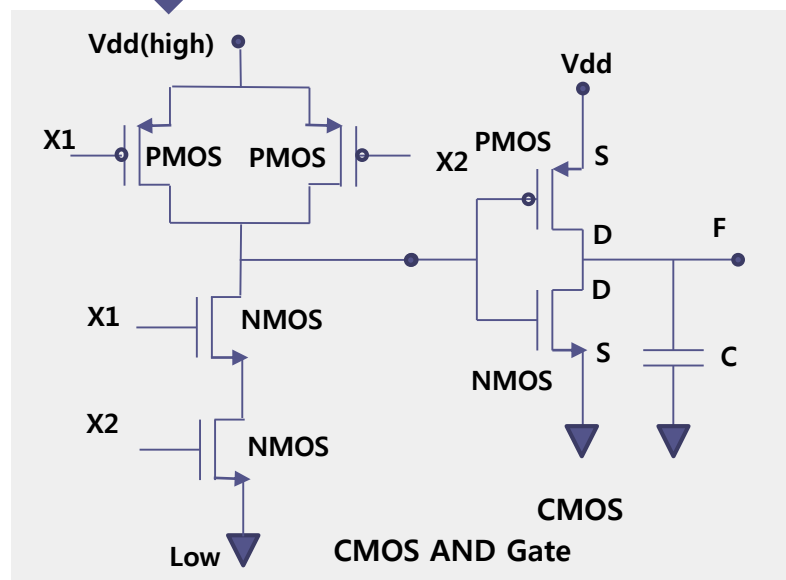 Vdd(high)
Vdd
X1
PMOS
PMOS
X2
PMOS
S
D
F
X1
NMOS
D
S
C
NMOS
X2
NMOS
CMOS
Low
CMOS AND Gate